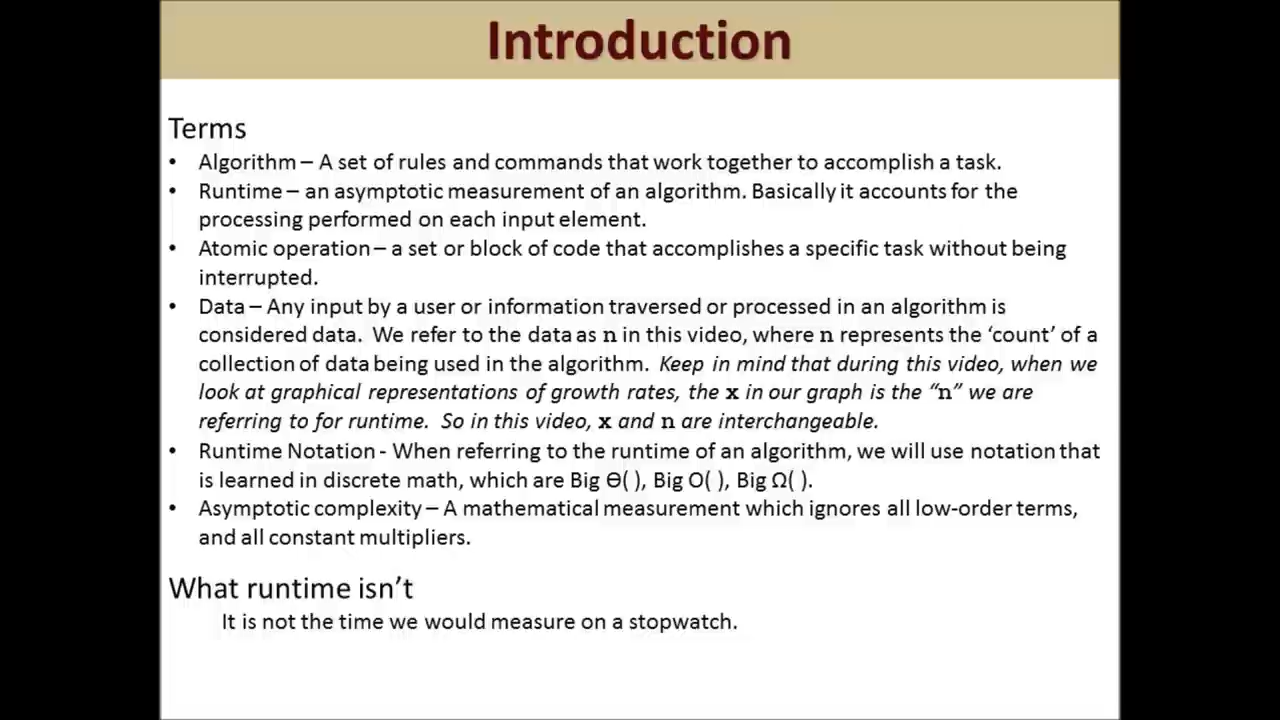 Introduction
Terms
• Algorithm – A set of rules and commands that work together to accomplish a task.
• Runtime – an asymptotic measurement of an algorithm. Basically it accounts for the
processing performed on each input element.
• Atomic operation – a set or block of code that accomplishes a specific task without being
interrupted.
• Data – Any input by a user or information traversed or processed in an algorithm is
considered data. We refer to the data as n in this video, where n represents the ‘count’ of a
collection of data being used in the algorithm. Keep in mind that during this video, when we
look at graphical representations of growth rates, the x in our graph is the “n” we are
referring to for runtime. So in this video, x and n are interchangeable.
• Runtime Notation - When referring to the runtime of an algorithm, we will use notation that
is learned in discrete math, which are Big Ɵ( ), Big O( ), Big Ω( ).
• Asymptotic complexity – A mathematical measurement which ignores all low-order terms,
and all constant multipliers.
What runtime isn’t
It is not the time we would measure on a stopwatch.